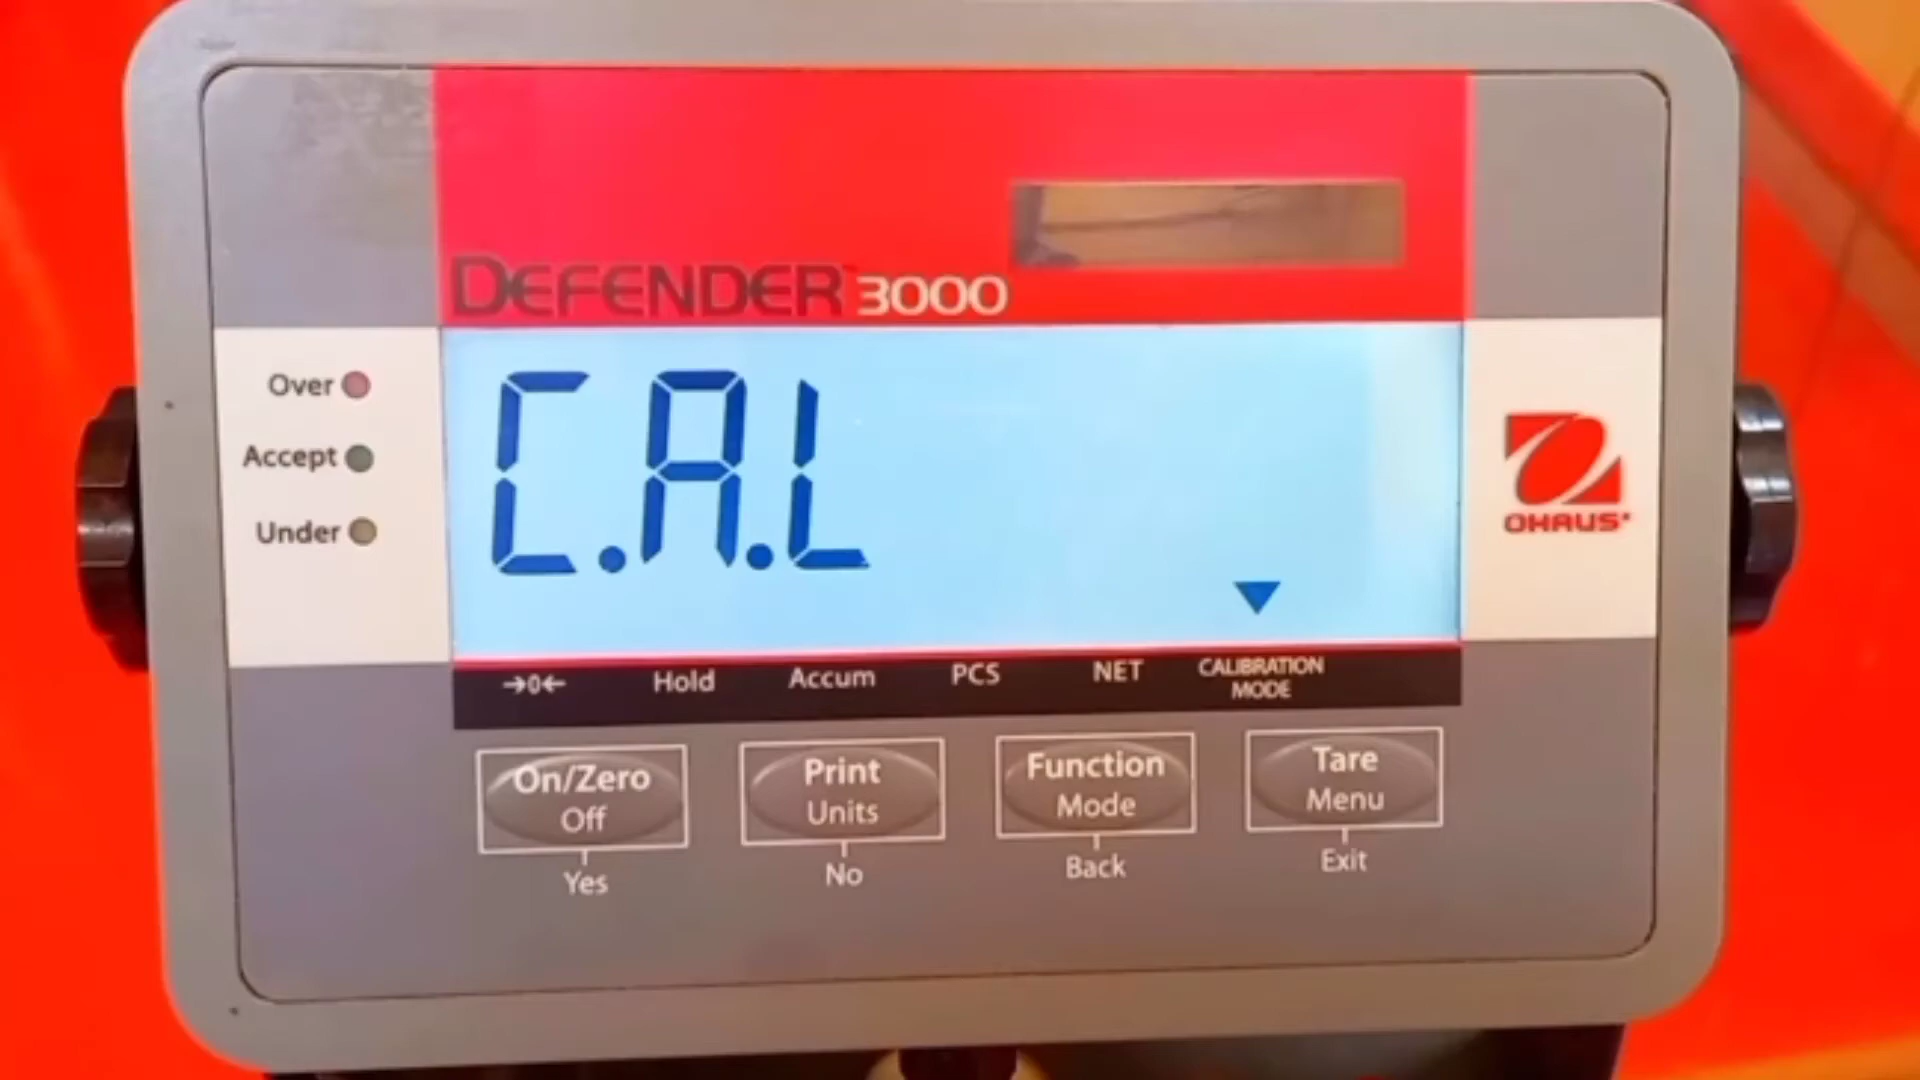 DEFENDER™ 3000
Over
Accept
Under
C.A.L
OHAUS®
→0← Hold Accum PCS NET CALIBRATION MODE
On/Zero Off
Print Units
Function Mode
Tare Menu
Yes No Back Exit